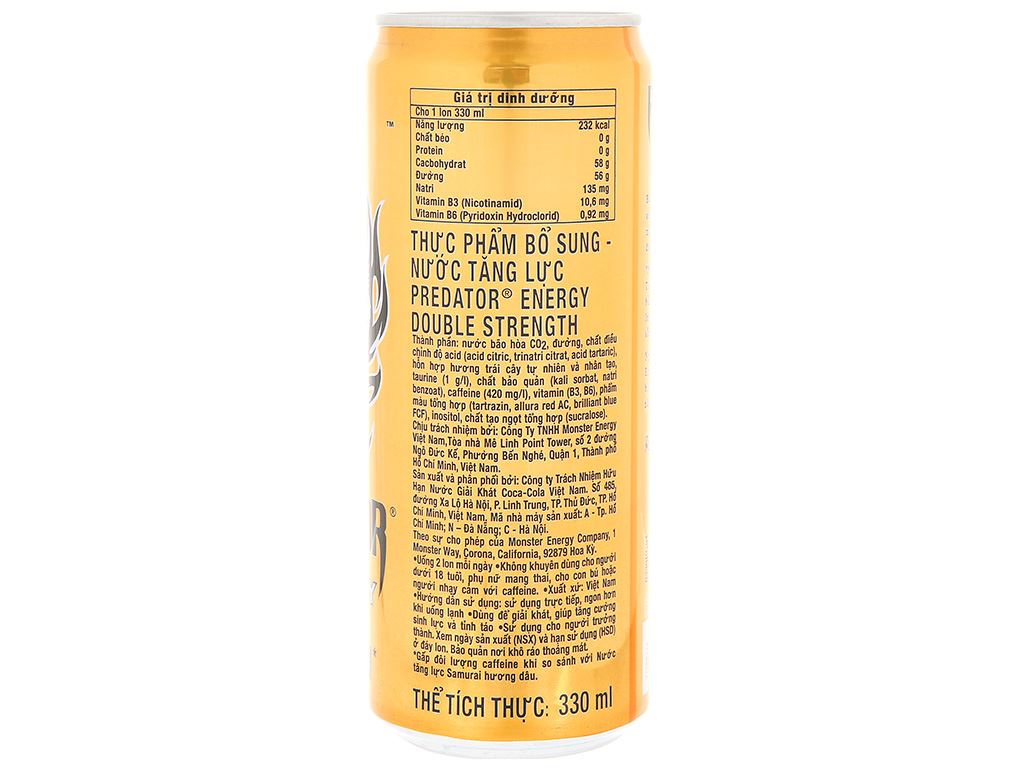 Giá trị dinh dưỡng
Cho 1 lon 330 ml
Năng lượng 232 kcal
Chất béo 0 g
Protein 0 g
Cacbohydrat 58 g
Đường 56 g
Natri 135 mg
Vitamin B3 (Nicotinamid) 10,6 mg
Vitamin B6 (Pyridoxin Hydroclorid) 0,92 mg
™
THỰC PHẨM BỔ SUNG -
NƯỚC TĂNG LỰC
PREDATOR® ENERGY
DOUBLE STRENGTH
Thành phần: nước bão hòa CO2, đường, chất điều
chỉnh độ acid (acid citric, trinatri citrat, acid tartaric),
hỗn hợp hương trái cây tự nhiên và nhân tạo,
taurine (1 g/l), chất bảo quản (kali sorbat, natri
benzoat), caffeine (420 mg/l), vitamin (B3, B6), phẩm
màu tổng hợp (tartrazin, allura red AC, brilliant blue
FCF), inositol, chất tạo ngọt tổng hợp (sucralose).
Chịu trách nhiệm bởi: Công Ty TNHH Monster Energy
Việt Nam,Tòa nhà Mê Linh Point Tower, số 2 đường
Ngô Đức Kế, Phường Bến Nghé, Quận 1, Thành phố
Hồ Chí Minh, Việt Nam.
Sản xuất và phân phối bởi: Công ty Trách Nhiệm Hữu
Hạn Nước Giải Khát Coca-Cola Việt Nam. Số 485,
đường Xa Lộ Hà Nội, P. Linh Trung, TP. Thủ Đức, TP. Hồ
Chí Minh, Việt Nam. Mã nhà máy sản xuất: A - Tp. Hồ
Chí Minh; N – Đà Nẵng; C - Hà Nội.
Theo sự cho phép của Monster Energy Company, 1
Monster Way, Corona, California, 92879 Hoa Kỳ.
•Uống 2 lon mỗi ngày •Không khuyên dùng cho người
dưới 18 tuổi, phụ nữ mang thai, cho con bú hoặc
người nhạy cảm với caffeine. •Xuất xứ: Việt Nam
•Hướng dẫn sử dụng: sử dụng trực tiếp, ngon hơn
khi uống lạnh •Dùng để giải khát, giúp tăng cường
sinh lực và tỉnh táo •Sử dụng cho người trưởng
thành. Xem ngày sản xuất (NSX) và hạn sử dụng (HSD)
ở đáy lon. Bảo quản nơi khô ráo thoáng mát.
*Gấp đôi lượng caffeine khi so sánh với Nước
tăng lực Samurai hương dâu.
THỂ TÍCH THỰC: 330 ml